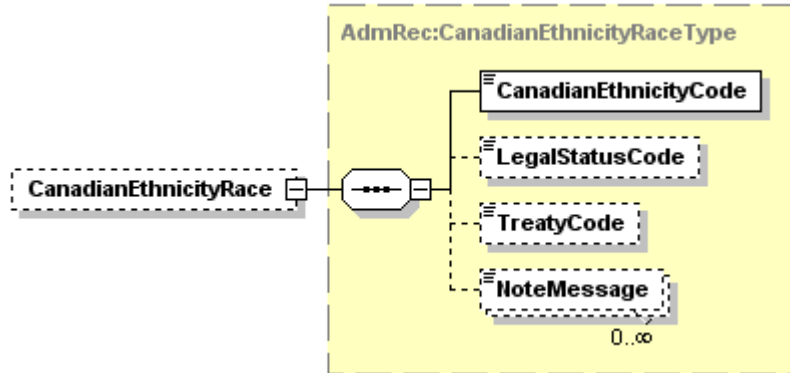 AdmRec:CanadianEthnicityRaceType
CanadianEthnicityCode
LegalStatusCode
CanadianEthnicityRace
TreatyCode
NoteMessage
0..∞